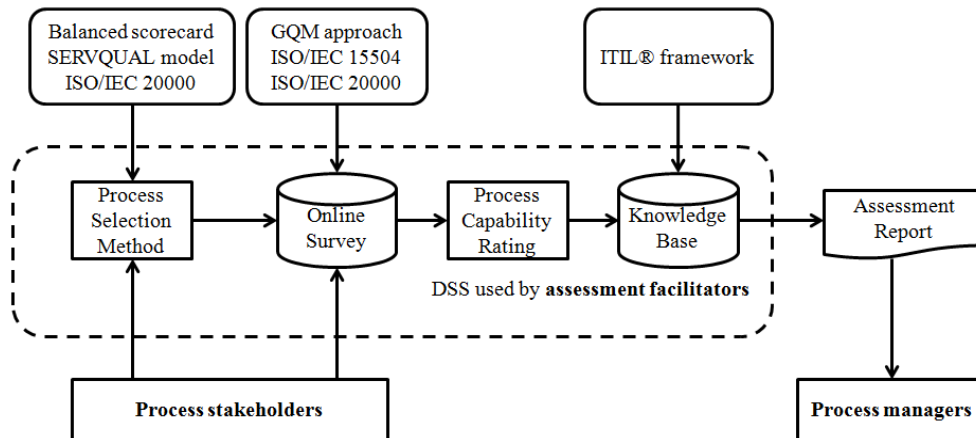 Balanced scorecard
SERVQUAL model
ISO/IEC 20000
GQM approach
ISO/IEC 15504
ISO/IEC 20000
ITIL® framework
Process
Selection
Method
Online
Survey
Process
Capability
Rating
Knowledge
Base
Assessment
Report
DSS used by assessment facilitators
Process stakeholders
Process managers